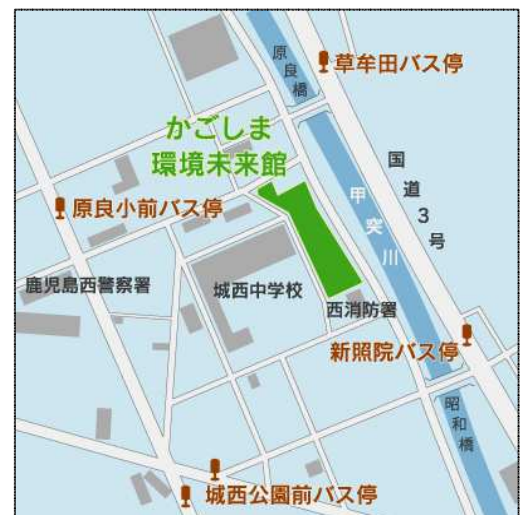 原良橋
草牟田バス停
かごしま
環境未来館
国道3号
甲突川
原良小前バス停
鹿児島西警察署
城西中学校
西消防署
新照院バス停
昭和橋
城西公園前バス停